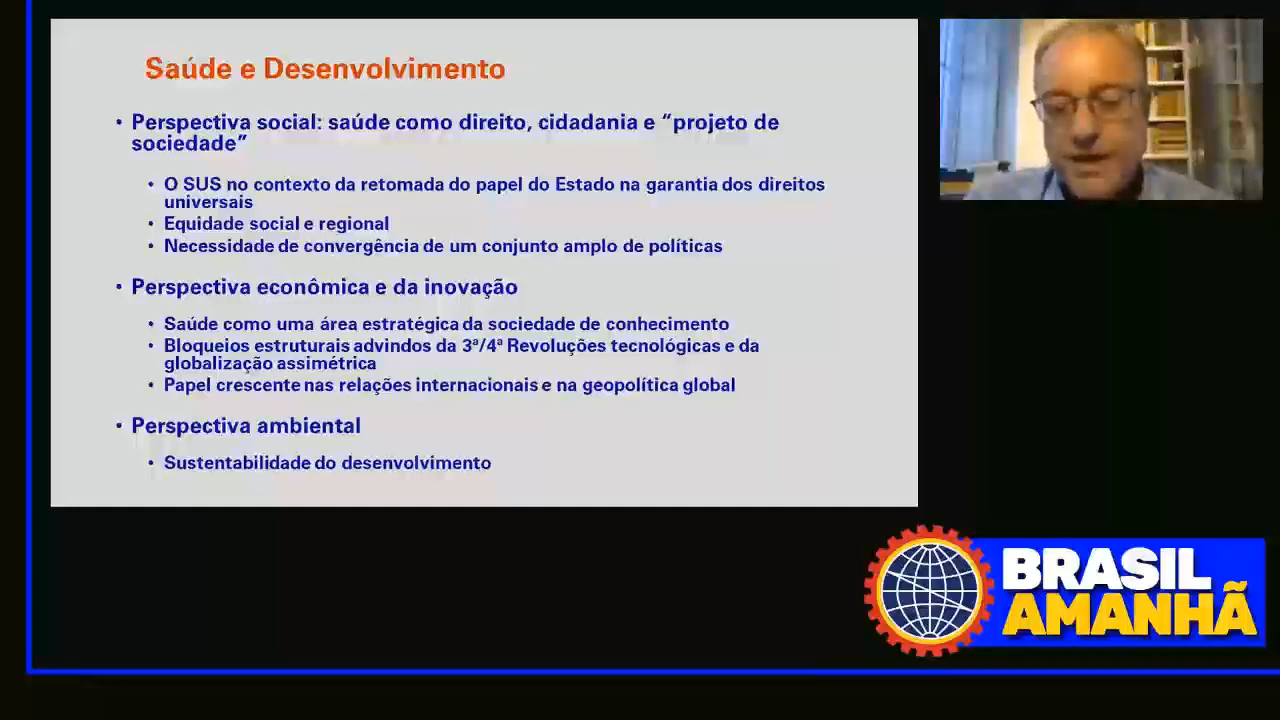 Saúde e Desenvolvimento
• Perspectiva social: saúde como direito, cidadania e “projeto de
sociedade”
• O SUS no contexto da retomada do papel do Estado na garantia dos direitos
universais
• Equidade social e regional
• Necessidade de convergência de um conjunto amplo de políticas
• Perspectiva econômica e da inovação
• Saúde como uma área estratégica da sociedade de conhecimento
• Bloqueios estruturais advindos da 3ª/4ª Revoluções tecnológicas e da
globalização assimétrica
• Papel crescente nas relações internacionais e na geopolítica global
• Perspectiva ambiental
• Sustentabilidade do desenvolvimento
BRASIL
AMANHÃ